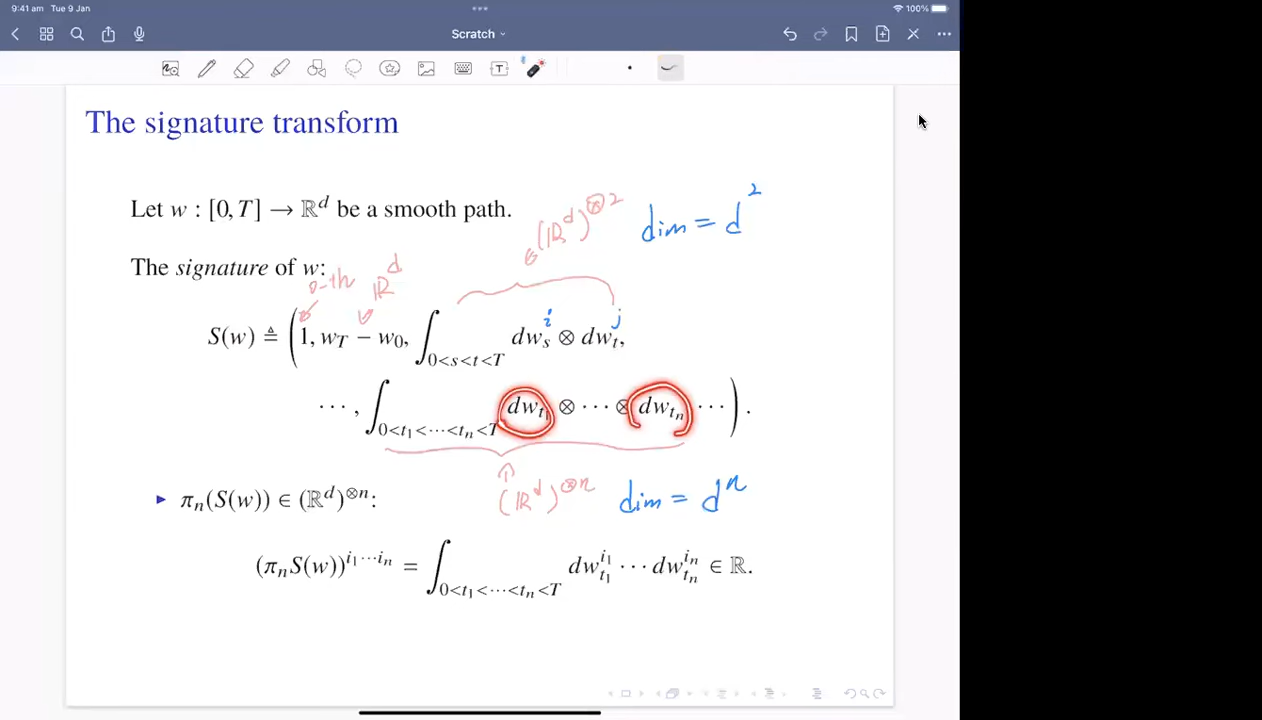 9:41 am Tue 9 Jan
100%
Scratch
The signature transform
Let w : [0, T] → ℝ^d be a smooth path.
∈ (ℝ^d)^{⊗2} dim = d^2
The signature of w:
0-th ℝ^d
S(w) ≜ (1, w_T − w_0, ∫_{0<s<t<T} dw_s^i ⊗ dw_t^j,
⋯, ∫_{0<t_1<⋯<t_n<T} dw_{t_1} ⊗ ⋯ ⊗ dw_{t_n} ⋯).
▸ π_n(S(w)) ∈ (ℝ^d)^{⊗n}: (ℝ^d)^{⊗n} dim = d^n
(π_n S(w))^{i_1⋯i_n} = ∫_{0<t_1<⋯<t_n<T} dw_{t_1}^{i_1} ⋯ dw_{t_n}^{i_n} ∈ ℝ.